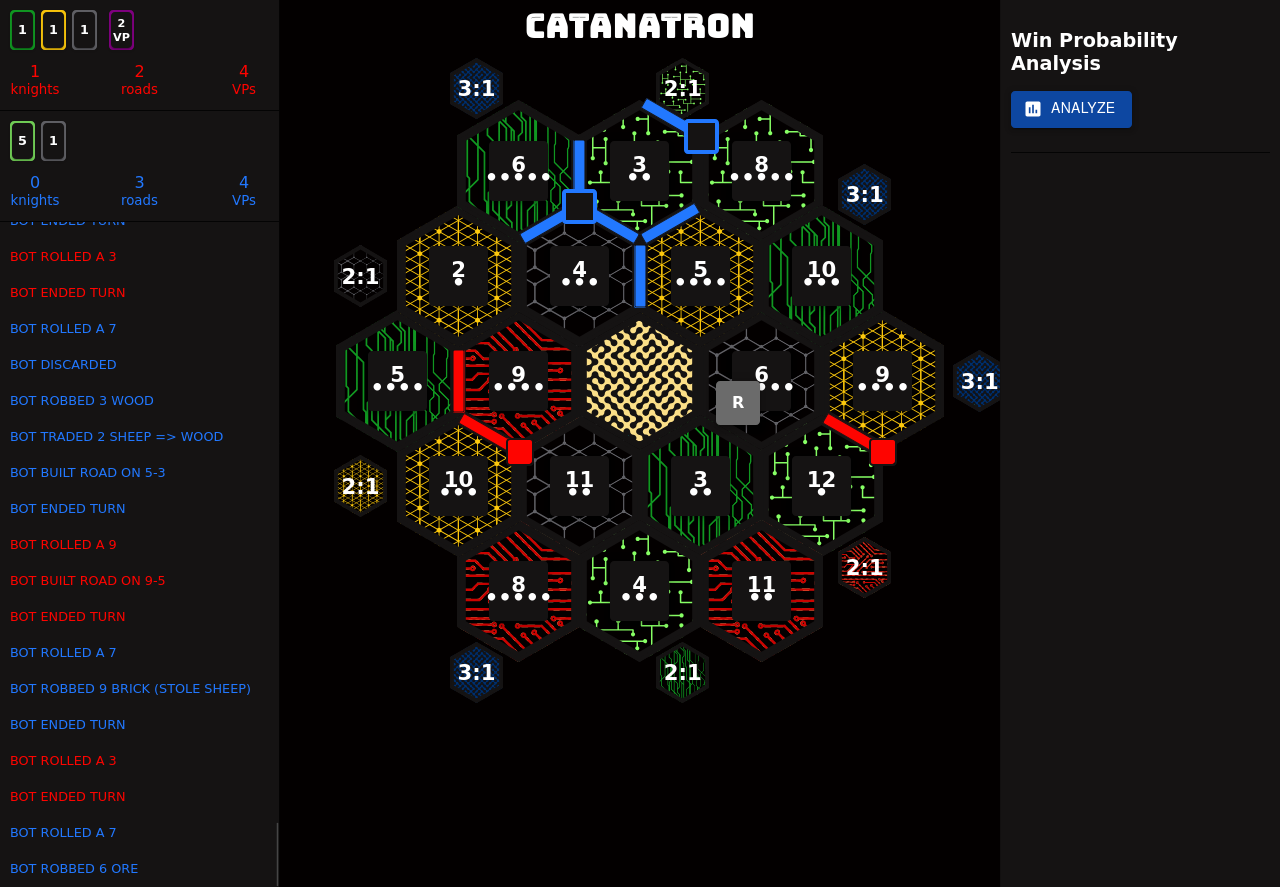 1 1 1 2 VP
1 2 4
knights roads VPs
5 1
0 3 4
knights roads VPs
BOT ENDED TURN
BOT ROLLED A 3
BOT ENDED TURN
BOT ROLLED A 7
BOT DISCARDED
BOT ROBBED 3 WOOD
BOT TRADED 2 SHEEP => WOOD
BOT BUILT ROAD ON 5-3
BOT ENDED TURN
BOT ROLLED A 9
BOT BUILT ROAD ON 9-5
BOT ENDED TURN
BOT ROLLED A 7
BOT ROBBED 9 BRICK (STOLE SHEEP)
BOT ENDED TURN
BOT ROLLED A 3
BOT ENDED TURN
BOT ROLLED A 7
BOT ROBBED 6 ORE
CATANATRON
3:1 2:1
6 3 8
3:1
2:1 2 4 5 10
5 9 6 9 3:1
R
2:1 10 11 3 12
2:1
8 4 11
3:1 2:1
Win Probability
Analysis
ANALYZE